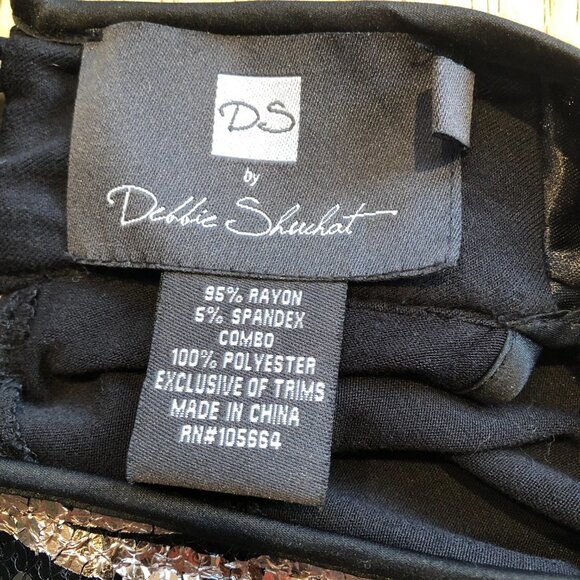 DS
by
Debbie Shuchat
95% RAYON
5% SPANDEX
COMBO
100% POLYESTER
EXCLUSIVE OF TRIMS
MADE IN CHINA
RN#105664